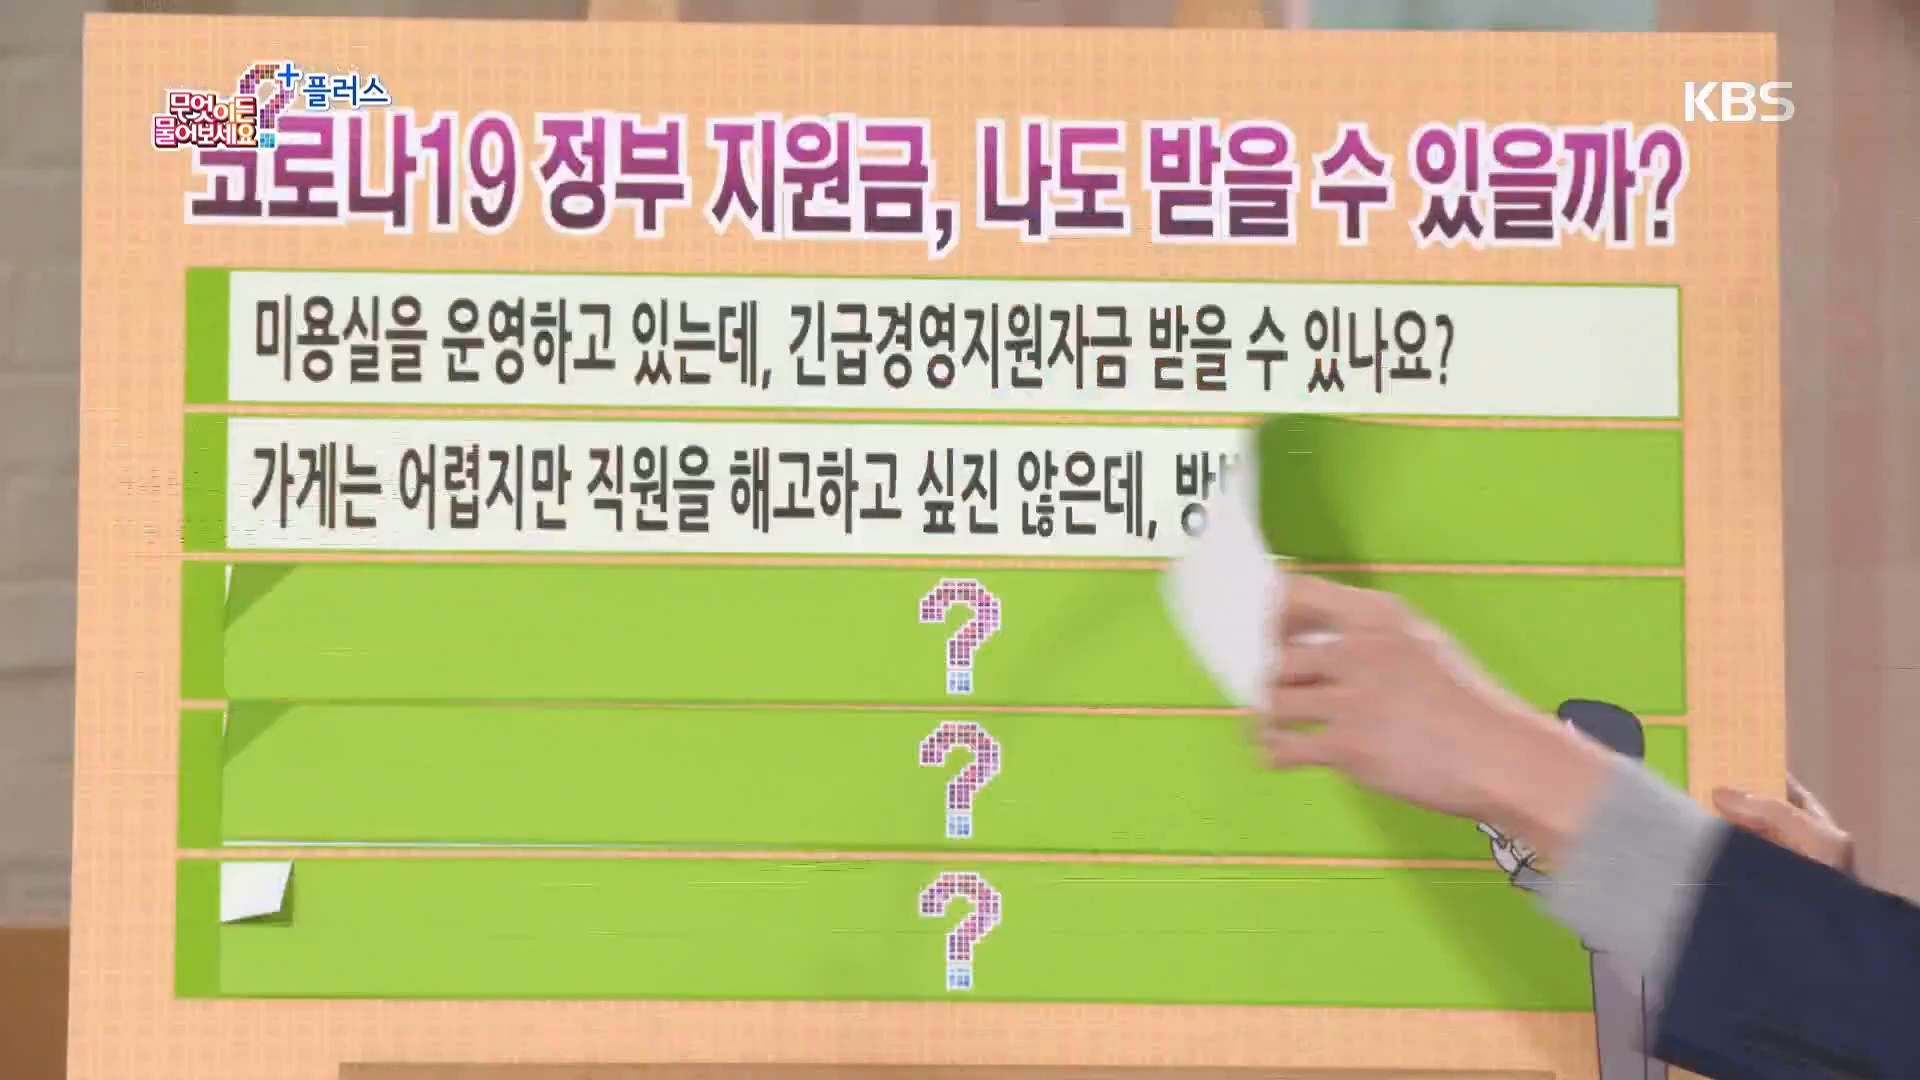 무엇이든
물어보세요
플러스
KBS
코로나19 정부 지원금, 나도 받을 수 있을까?
미용실을 운영하고 있는데, 긴급경영지원자금 받을 수 있나요?
가게는 어렵지만 직원을 해고하고 싶진 않은데,
?
?
?